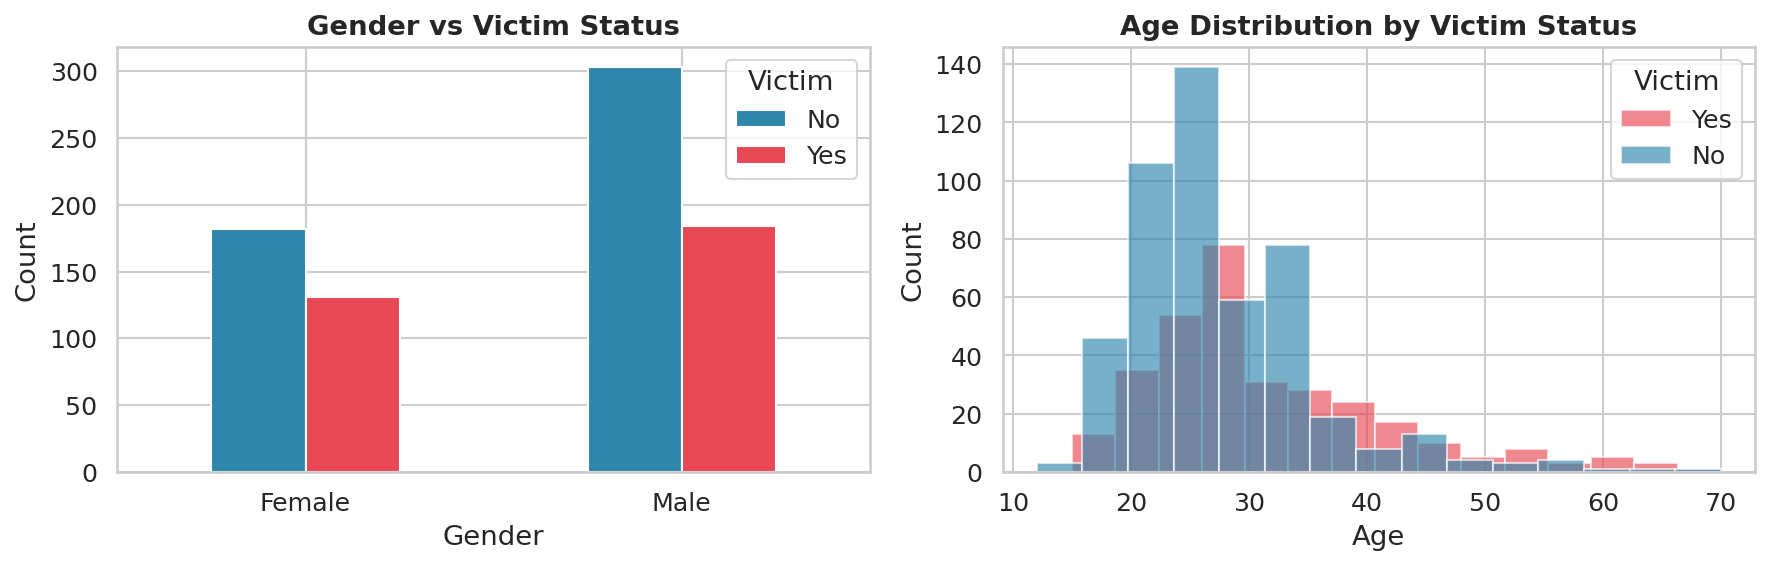 Gender vs Victim Status
300
250
200
150
100
50
0
Count
Female
Male
Gender
Victim
No
Yes
Age Distribution by Victim Status
140
120
100
80
60
40
20
0
Count
10 20 30 40 50 60 70
Age
Victim
Yes
No